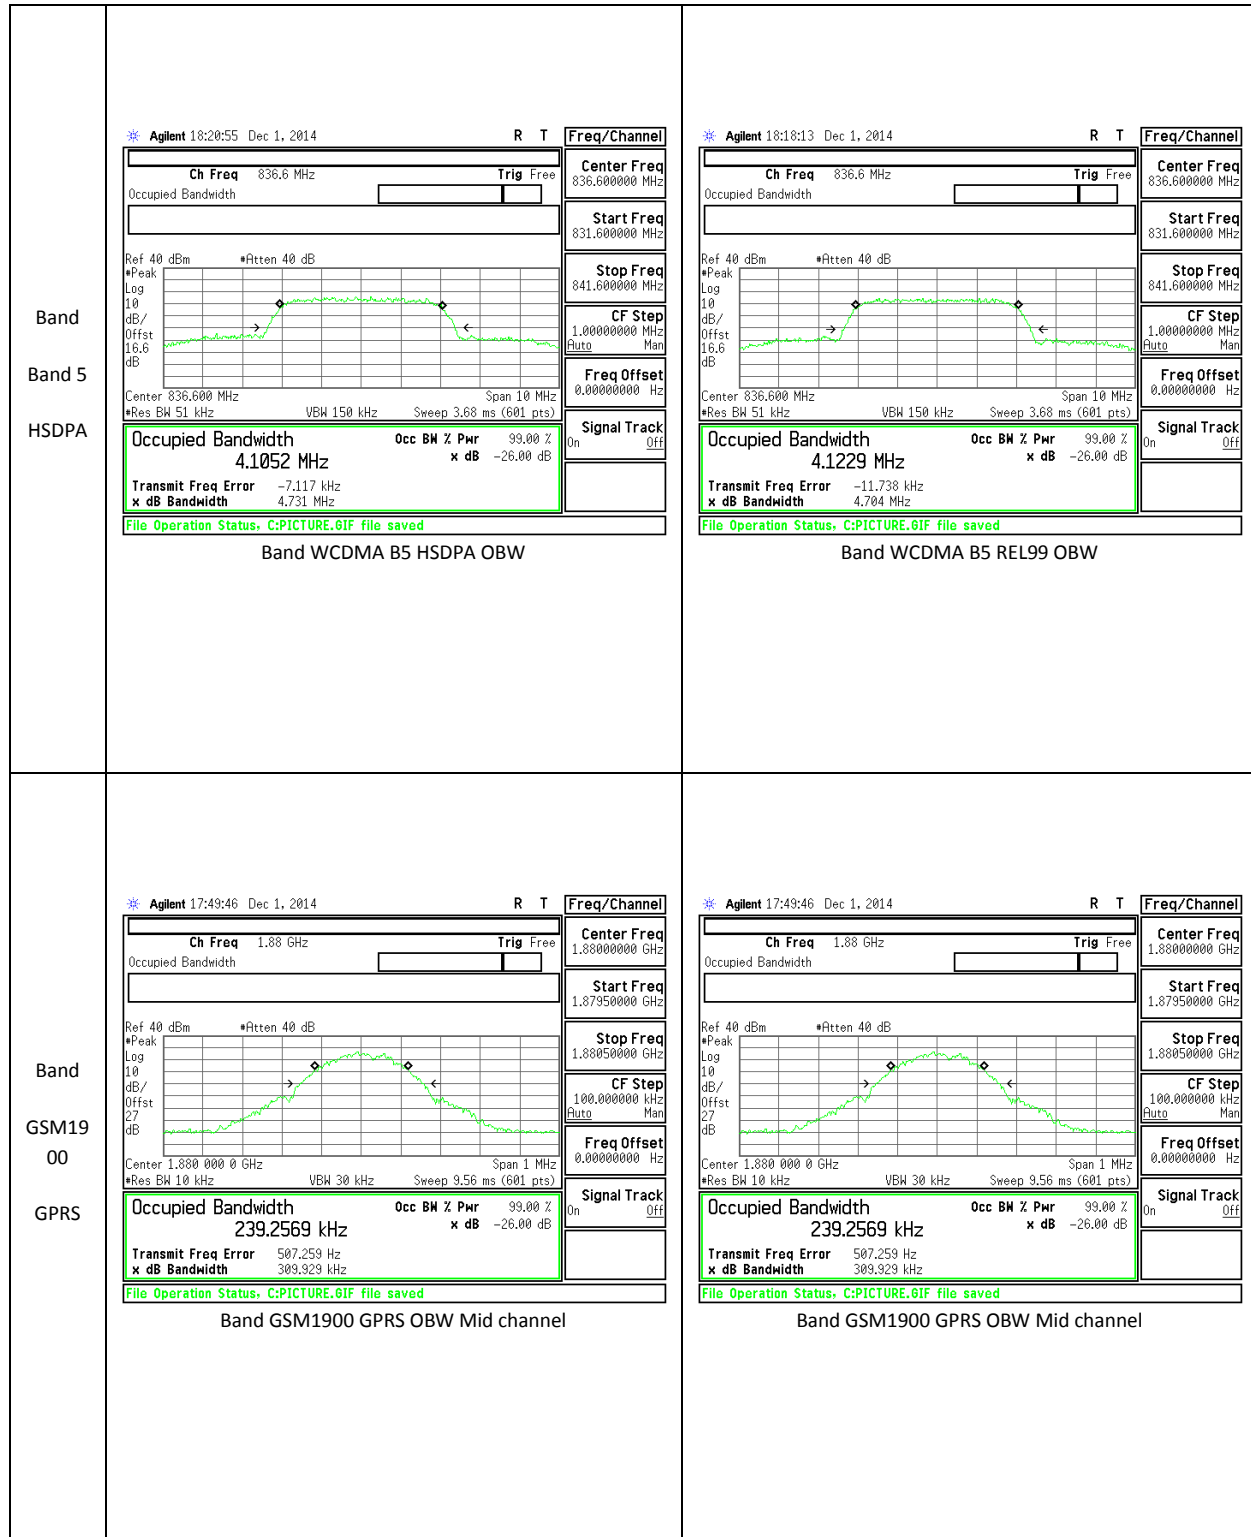 Band
Band 5
HSDPA
Agilent 18:20:55 Dec 1, 2014 R T Freq/Channel
Ch Freq 836.6 MHz Trig Free
Occupied Bandwidth
Center Freq
836.600000 MHz
Start Freq
831.600000 MHz
Stop Freq
841.600000 MHz
CF Step
1.00000000 MHz
Auto Man
Freq Offset
0.00000000 Hz
Signal Track
On Off
Ref 40 dBm #Atten 40 dB
#Peak
Log
10
dB/
Offst
16.6
dB
Center 836.600 MHz Span 10 MHz
#Res BW 51 kHz VBW 150 kHz Sweep 3.68 ms (601 pts)
Occupied Bandwidth Occ BW % Pwr 99.00 %
4.1052 MHz x dB -26.00 dB
Transmit Freq Error -7.117 kHz
x dB Bandwidth 4.731 MHz
File Operation Status, C:PICTURE.GIF file saved
Band WCDMA B5 HSDPA OBW
Agilent 18:18:13 Dec 1, 2014 R T Freq/Channel
Ch Freq 836.6 MHz Trig Free
Occupied Bandwidth
Center Freq
836.600000 MHz
Start Freq
831.600000 MHz
Stop Freq
841.600000 MHz
CF Step
1.00000000 MHz
Auto Man
Freq Offset
0.00000000 Hz
Signal Track
On Off
Ref 40 dBm #Atten 40 dB
#Peak
Log
10
dB/
Offst
16.6
dB
Center 836.600 MHz Span 10 MHz
#Res BW 51 kHz VBW 150 kHz Sweep 3.68 ms (601 pts)
Occupied Bandwidth Occ BW % Pwr 99.00 %
4.1229 MHz x dB -26.00 dB
Transmit Freq Error -11.738 kHz
x dB Bandwidth 4.704 MHz
File Operation Status, C:PICTURE.GIF file saved
Band WCDMA B5 REL99 OBW
Band
GSM19
00
GPRS
Agilent 17:49:46 Dec 1, 2014 R T Freq/Channel
Ch Freq 1.88 GHz Trig Free
Occupied Bandwidth
Center Freq
1.88000000 GHz
Start Freq
1.87950000 GHz
Stop Freq
1.88050000 GHz
CF Step
100.000000 kHz
Auto Man
Freq Offset
0.00000000 Hz
Signal Track
On Off
Ref 40 dBm #Atten 40 dB
#Peak
Log
10
dB/
Offst
27
dB
Center 1.880 000 0 GHz Span 1 MHz
#Res BW 10 kHz VBW 30 kHz Sweep 9.56 ms (601 pts)
Occupied Bandwidth Occ BW % Pwr 99.00 %
239.2569 kHz x dB -26.00 dB
Transmit Freq Error 507.259 Hz
x dB Bandwidth 309.929 kHz
File Operation Status, C:PICTURE.GIF file saved
Band GSM1900 GPRS OBW Mid channel
Agilent 17:49:46 Dec 1, 2014 R T Freq/Channel
Ch Freq 1.88 GHz Trig Free
Occupied Bandwidth
Center Freq
1.88000000 GHz
Start Freq
1.87950000 GHz
Stop Freq
1.88050000 GHz
CF Step
100.000000 kHz
Auto Man
Freq Offset
0.00000000 Hz
Signal Track
On Off
Ref 40 dBm #Atten 40 dB
#Peak
Log
10
dB/
Offst
27
dB
Center 1.880 000 0 GHz Span 1 MHz
#Res BW 10 kHz VBW 30 kHz Sweep 9.56 ms (601 pts)
Occupied Bandwidth Occ BW % Pwr 99.00 %
239.2569 kHz x dB -26.00 dB
Transmit Freq Error 507.259 Hz
x dB Bandwidth 309.929 kHz
File Operation Status, C:PICTURE.GIF file saved
Band GSM1900 GPRS OBW Mid channel